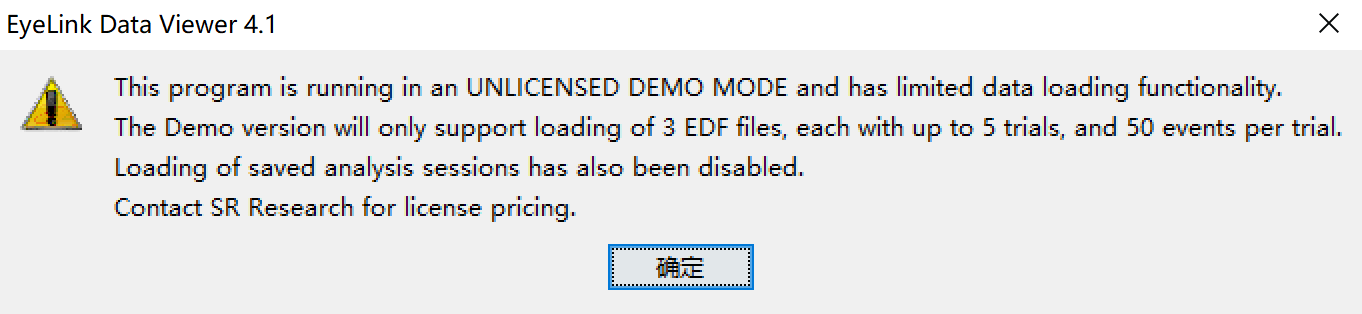 EyeLink Data Viewer 4.1
This program is running in an UNLICENSED DEMO MODE and has limited data loading functionality.
The Demo version will only support loading of 3 EDF files, each with up to 5 trials, and 50 events per trial.
Loading of saved analysis sessions has also been disabled.
Contact SR Research for license pricing.
确定